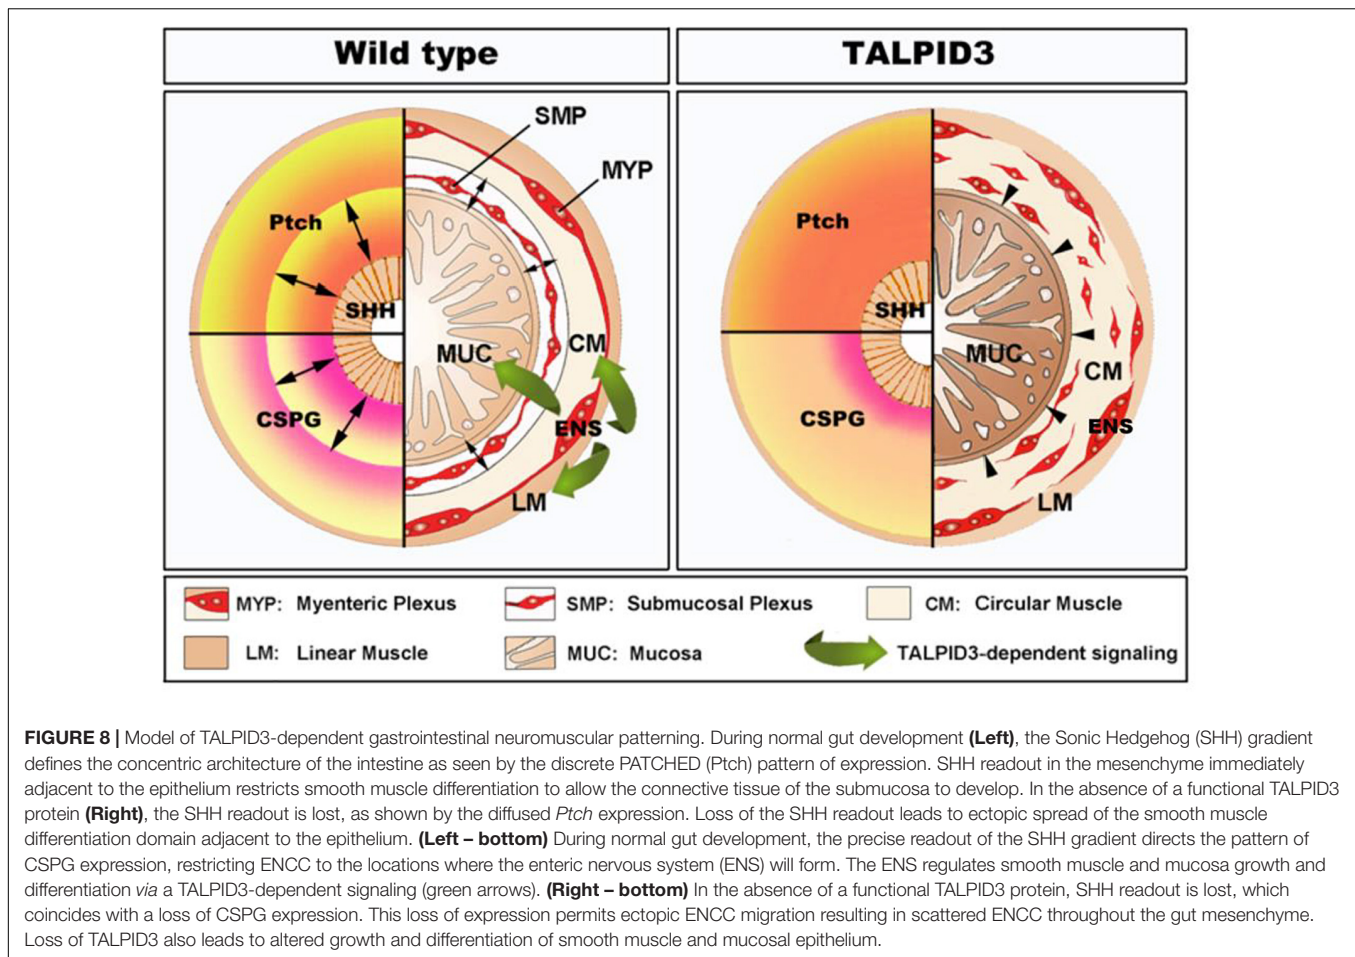 Wild type
TALPID3
SMP
MYP
Ptch
SHH
MUC
CM
CSPG
ENS
LM
Ptch
SHH
MUC
CM
CSPG
ENS
LM
MYP: Myenteric Plexus
SMP: Submucosal Plexus
CM: Circular Muscle
LM: Linear Muscle
MUC: Mucosa
TALPID3-dependent signaling
FIGURE 8 | Model of TALPID3-dependent gastrointestinal neuromuscular patterning. During normal gut development (Left), the Sonic Hedgehog (SHH) gradient
defines the concentric architecture of the intestine as seen by the discrete PATCHED (Ptch) pattern of expression. SHH readout in the mesenchyme immediately
adjacent to the epithelium restricts smooth muscle differentiation to allow the connective tissue of the submucosa to develop. In the absence of a functional TALPID3
protein (Right), the SHH readout is lost, as shown by the diffused Ptch expression. Loss of the SHH readout leads to ectopic spread of the smooth muscle
differentiation domain adjacent to the epithelium. (Left – bottom) During normal gut development, the precise readout of the SHH gradient directs the pattern of
CSPG expression, restricting ENCC to the locations where the enteric nervous system (ENS) will form. The ENS regulates smooth muscle and mucosa growth and
differentiation via a TALPID3-dependent signaling (green arrows). (Right – bottom) In the absence of a functional TALPID3 protein, SHH readout is lost, which
coincides with a loss of CSPG expression. This loss of expression permits ectopic ENCC migration resulting in scattered ENCC throughout the gut mesenchyme.
Loss of TALPID3 also leads to altered growth and differentiation of smooth muscle and mucosal epithelium.